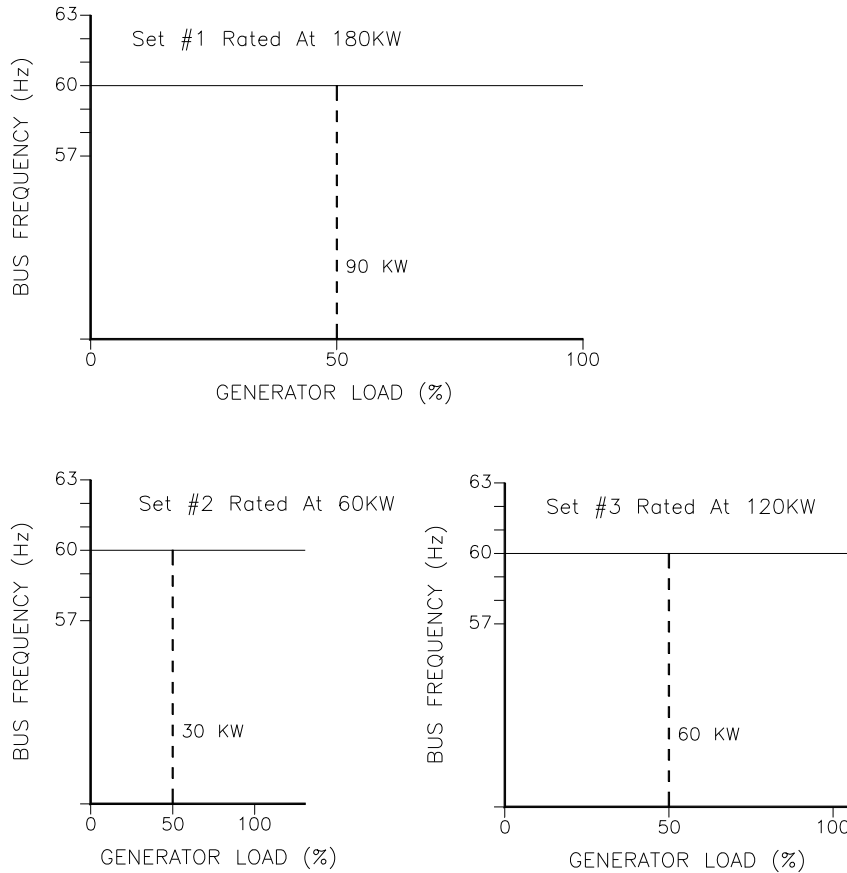 63
Set #1 Rated At 180KW
60
57
BUS FREQUENCY (Hz)
90 KW
0 50 100
GENERATOR LOAD (%)
63
Set #2 Rated At 60KW
60
57
BUS FREQUENCY (Hz)
30 KW
0 50 100
GENERATOR LOAD (%)
63
Set #3 Rated At 120KW
60
57
BUS FREQUENCY (Hz)
60 KW
0 50 100
GENERATOR LOAD (%)